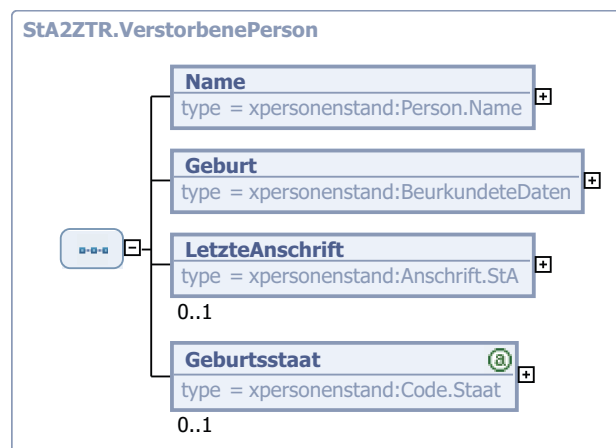 StA2ZTR.VerstorbenePerson
Name
type = xpersonenstand:Person.Name
Geburt
type = xpersonenstand:BeurkundeteDaten
LetzteAnschrift
type = xpersonenstand:Anschrift.StA
0..1
Geburtsstaat @
type = xpersonenstand:Code.Staat
0..1